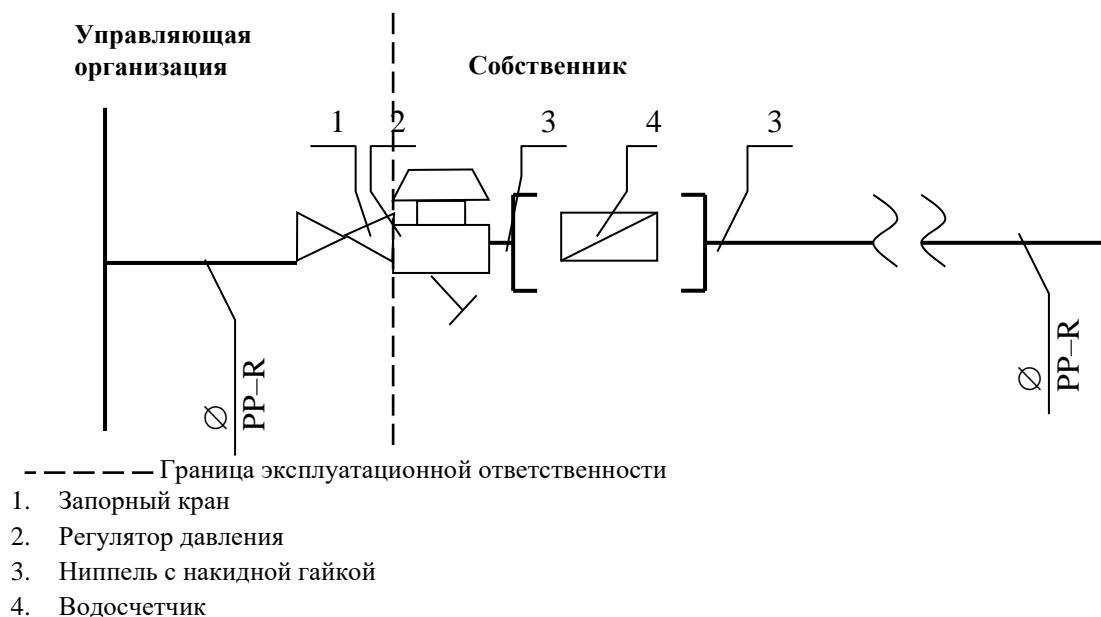 Управляющая
организация
Собственник
1
2
3
4
3
∅
PP–R
∅
PP–R
Граница эксплуатационной ответственности
1. Запорный кран
2. Регулятор давления
3. Ниппель с накидной гайкой
4. Водосчетчик